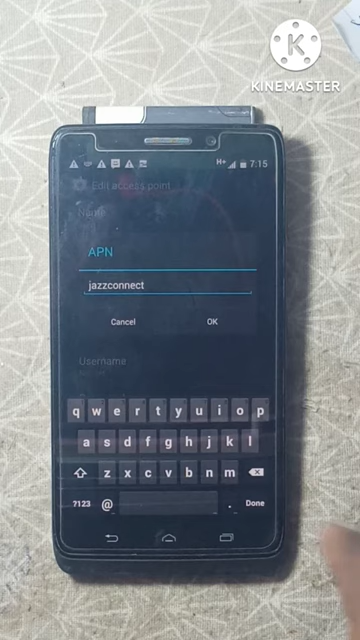 K
KINEMASTER
H+ 7:15
Edit access point
Name
APN
jazzconnect
Cancel OK
Username
q w e r t y u i o p
a s d f g h j k l
z x c v b n m
?123 @ . Done